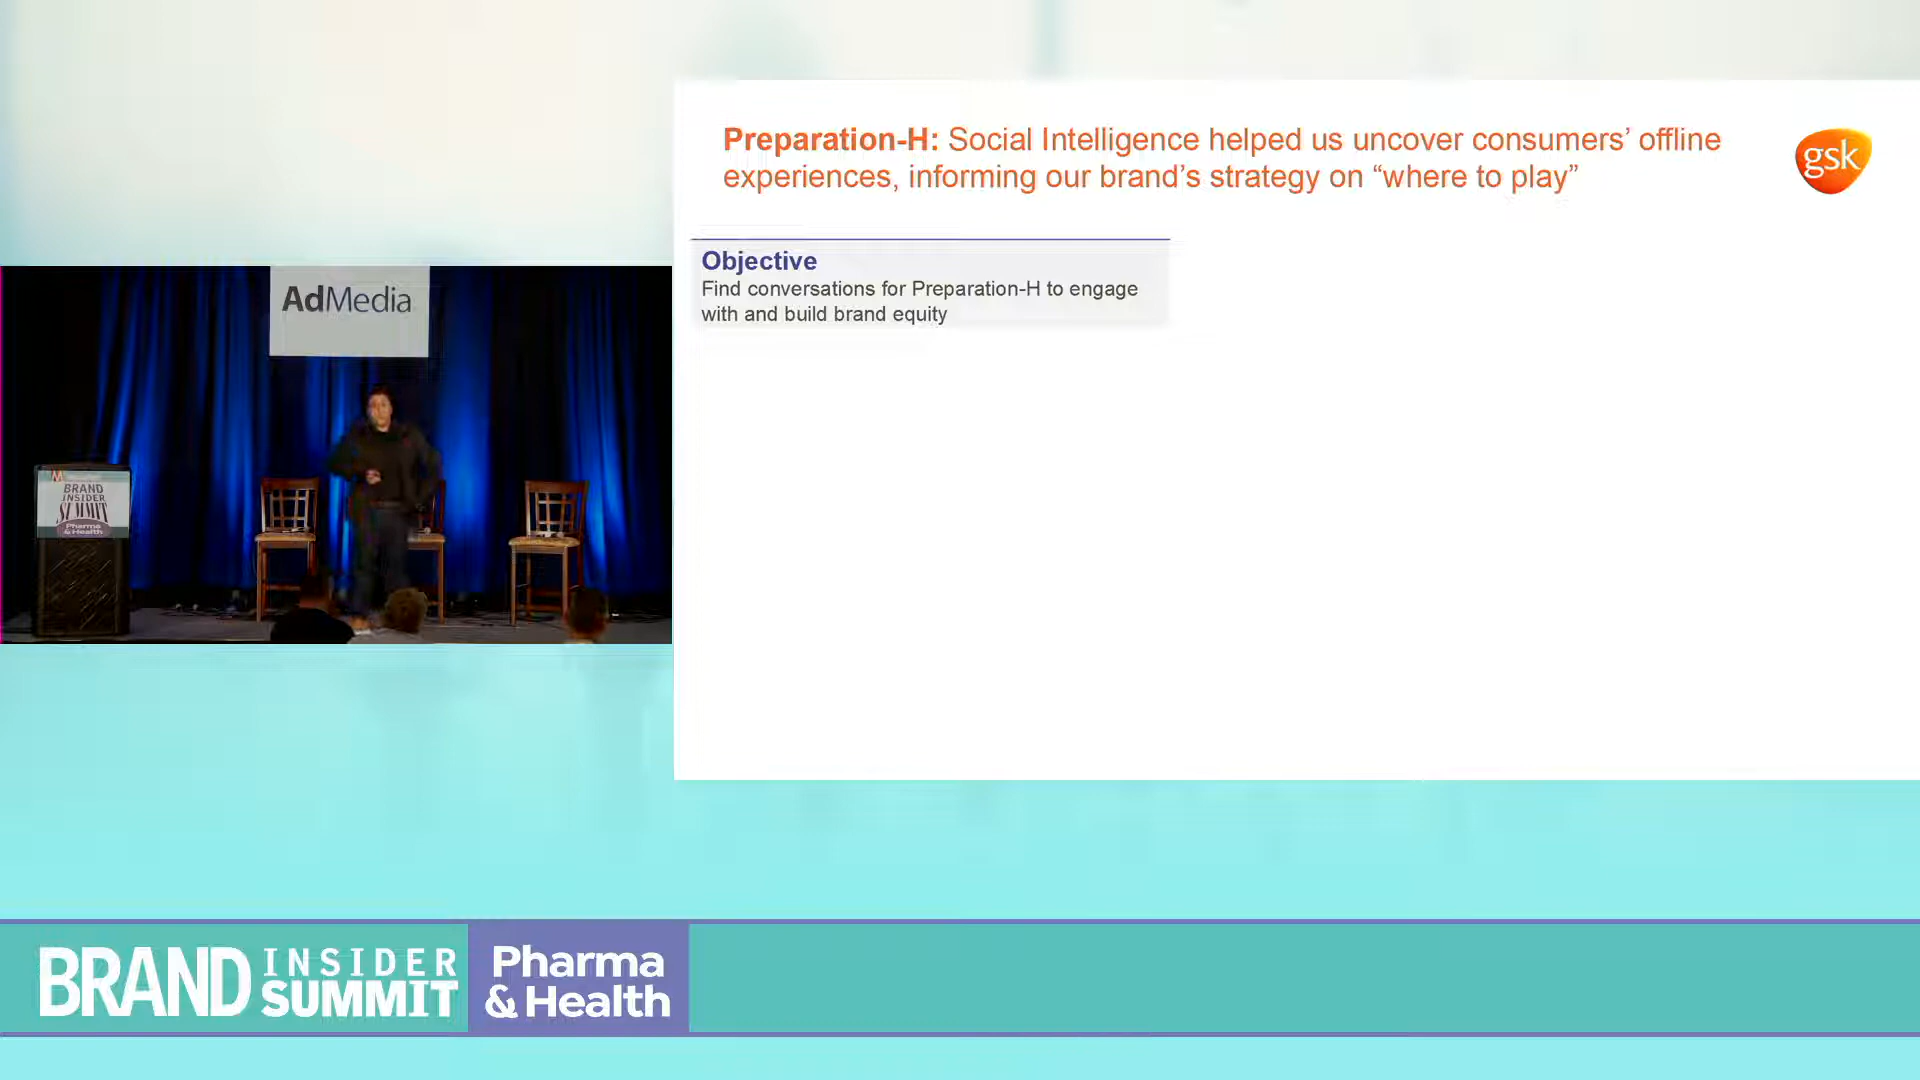 Preparation-H: Social Intelligence helped us uncover consumers’ offline
experiences, informing our brand’s strategy on “where to play”
gsk
Objective
Find conversations for Preparation-H to engage
with and build brand equity
AdMedia
BRAND
INSIDER
SUMMIT
Pharma
& Health
BRAND INSIDER
SUMMIT
Pharma
& Health